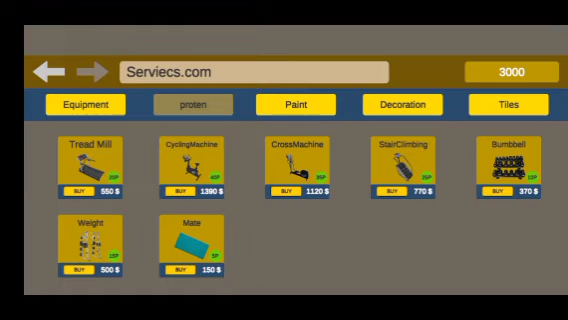 Serviecs.com
3000
Equipment proten Paint Decoration Tiles
Tread Mill CyclingMachine CrossMachine StairClimbing Bumbbell
BUY 550 $ BUY 1390 $ BUY 1120 $ BUY 770 $ BUY 370 $
Weight Mate
5P
BUY 500 $ BUY 150 $